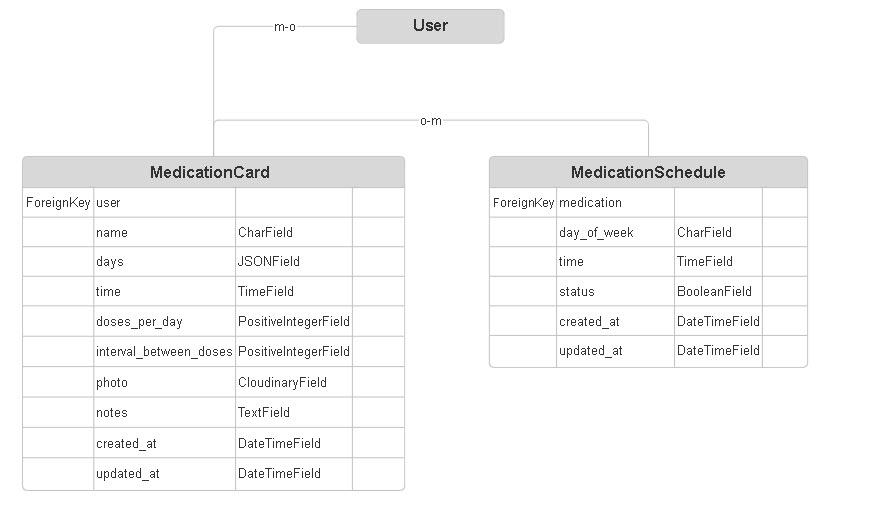 User
m-o
o-m
MedicationCard
ForeignKey user
name CharField
days JSONField
time TimeField
doses_per_day PositiveIntegerField
interval_between_doses PositiveIntegerField
photo CloudinaryField
notes TextField
created_at DateTimeField
updated_at DateTimeField
MedicationSchedule
ForeignKey medication
day_of_week CharField
time TimeField
status BooleanField
created_at DateTimeField
updated_at DateTimeField